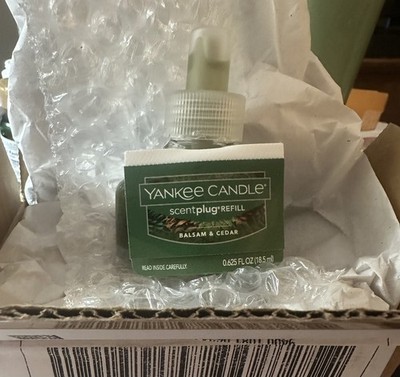 YANKEE CANDLE®
scentplug® REFILL
BALSAM & CEDAR
READ INSIDE CAREFULLY.
0.625 FL OZ (18.5 ml)